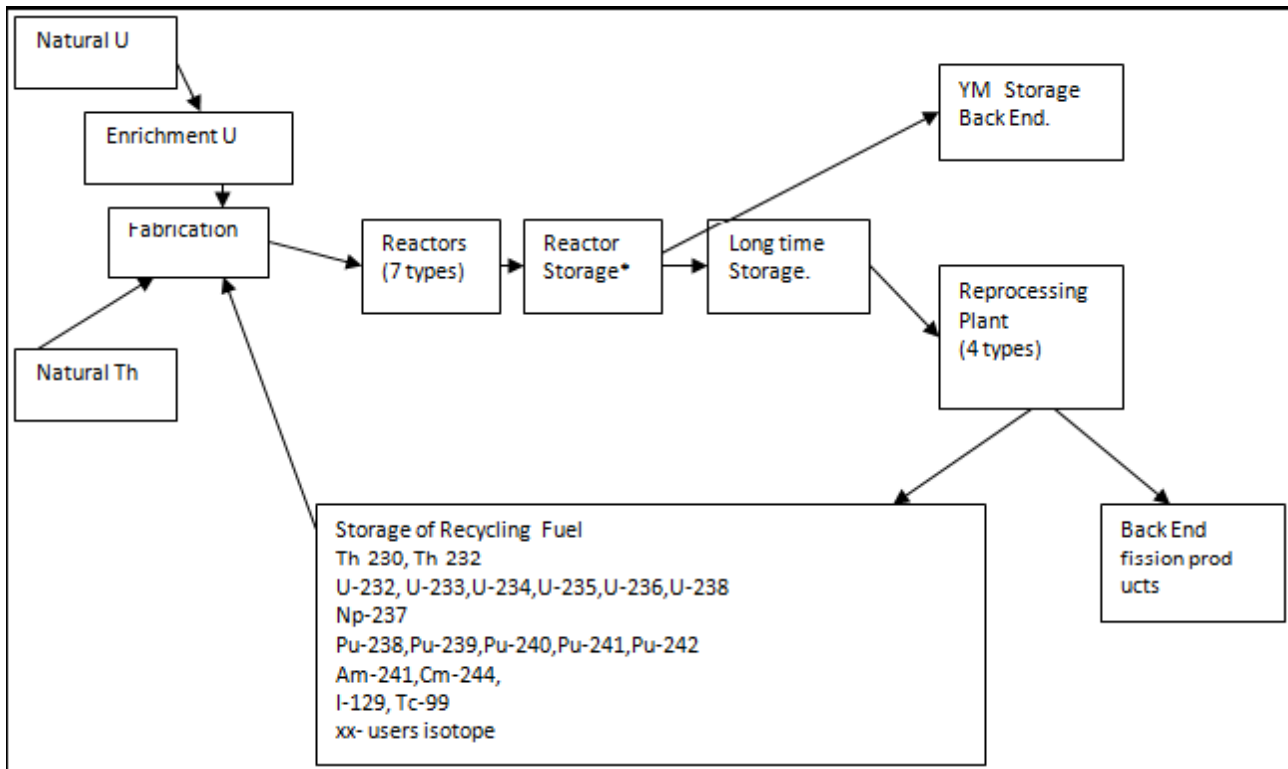 Natural U
YM Storage
Back End.
Enrichment U
Fabrication
Reactors
(7 types)
Reactor
Storage*
Long time
Storage.
Reprocessing
Plant
(4 types)
Natural Th
Storage of Recycling Fuel
Th 230, Th 232
U-232, U-233,U-234,U-235,U-236,U-238
Np-237
Pu-238,Pu-239,Pu-240,Pu-241,Pu-242
Am-241,Cm-244,
I-129, Tc-99
xx- users isotope
Back End
fission prod
ucts